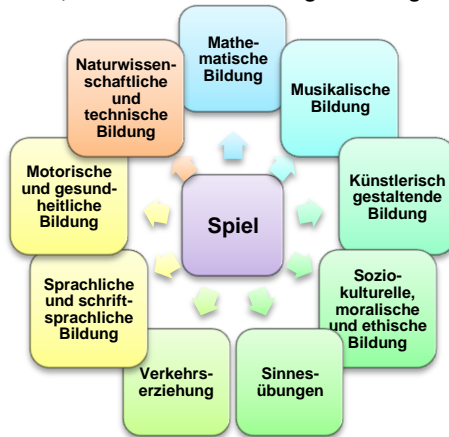 Mathe-
matische
Bildung
Musikalische
Bildung
Künstlerisch
gestaltende
Bildung
Sozio-
kulturelle,
moralische
und ethische
Bildung
Sinnes-
übungen
Verkehrs-
erziehung
Sprachliche
und schrift-
sprachliche
Bildung
Motorische
und gesund-
heitliche
Bildung
Naturwissen-
schaftliche
und
technische
Bildung
Spiel